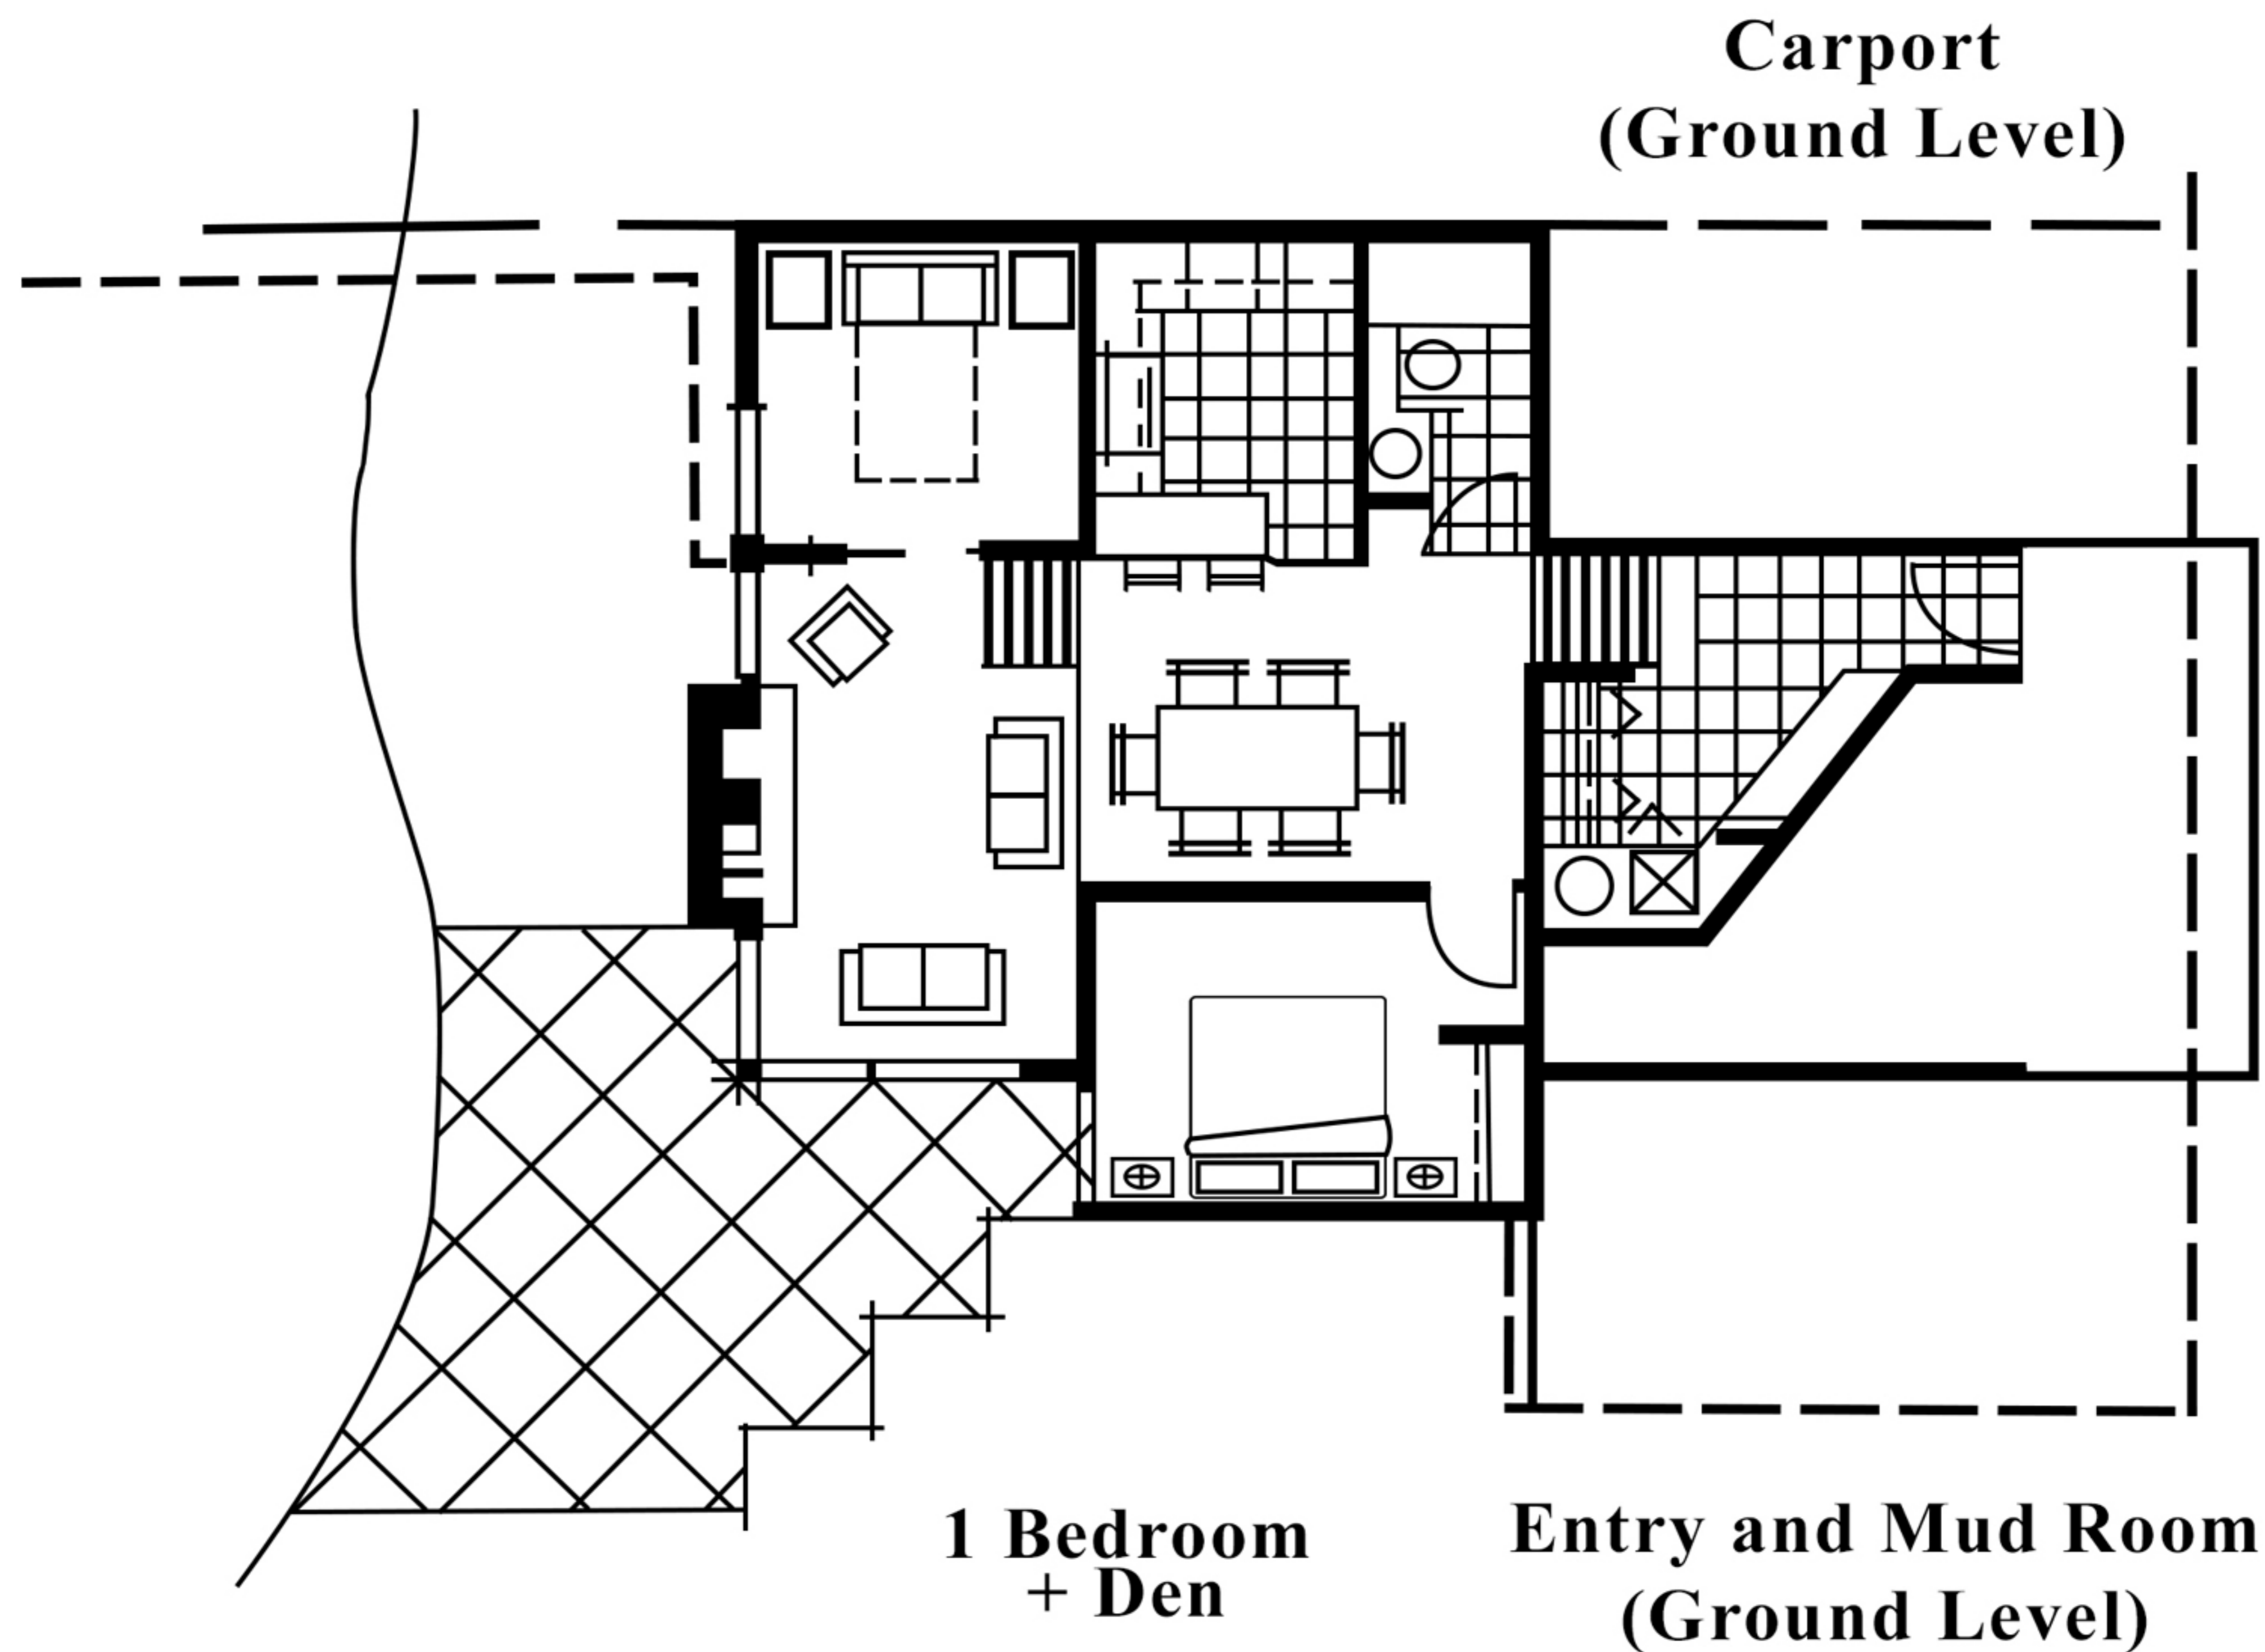 Carport
(Ground Level)
1 Bedroom
+ Den
Entry and Mud Room
(Ground Level)